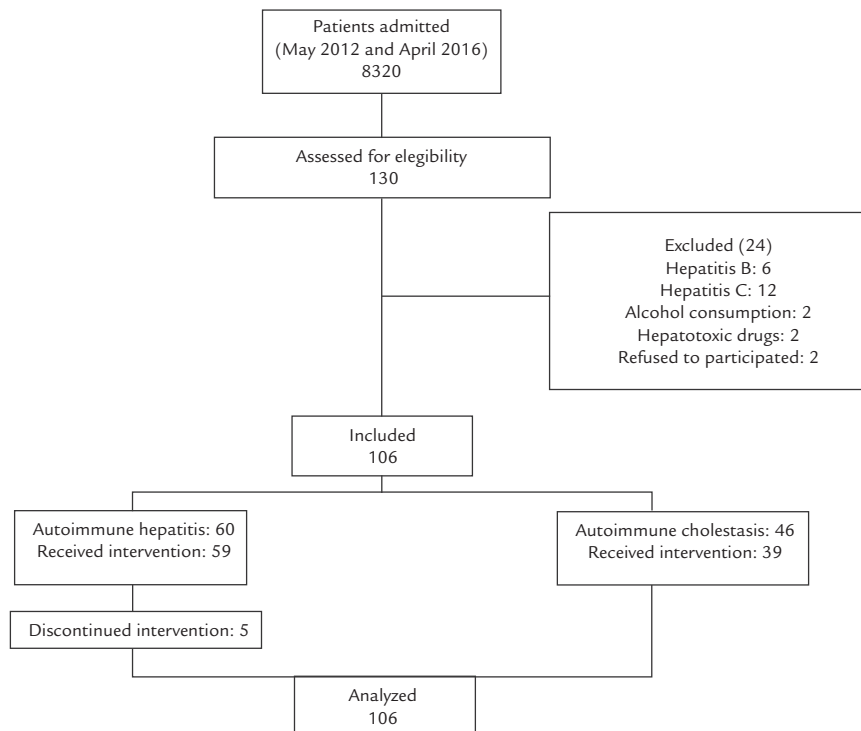 Patients admitted
(May 2012 and April 2016)
8320
Assessed for elegibility
130
Excluded (24)
Hepatitis B: 6
Hepatitis C: 12
Alcohol consumption: 2
Hepatotoxic drugs: 2
Refused to participated: 2
Included
106
Autoimmune hepatitis: 60
Received intervention: 59
Autoimmune cholestasis: 46
Received intervention: 39
Discontinued intervention: 5
Analyzed
106